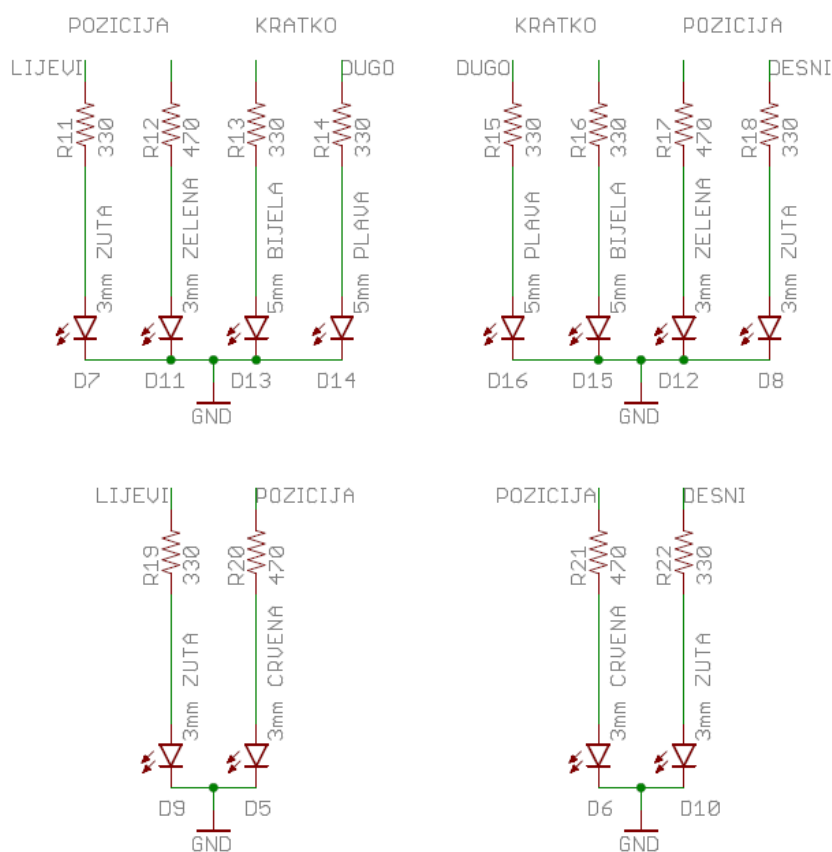 POZICIJA KRATKO KRATKO POZICIJA
LIJEVI DUGO DUGO DESNI
R11 330 R12 470 R13 330 R14 330 R15 330 R16 330 R17 470 R18 330
3mm ZUTA 3mm ZELENA 5mm BIJELA 5mm PLAVA 5mm PLAVA 5mm BIJELA 3mm ZELENA 3mm ZUTA
D7 D11 D13 D14 D16 D15 D12 D8
GND GND
LIJEVI POZICIJA POZICIJA DESNI
R19 330 R20 470 R21 470 R22 330
3mm ZUTA 3mm CRVENA 3mm CRVENA 3mm ZUTA
D9 D5 D6 D10
GND GND